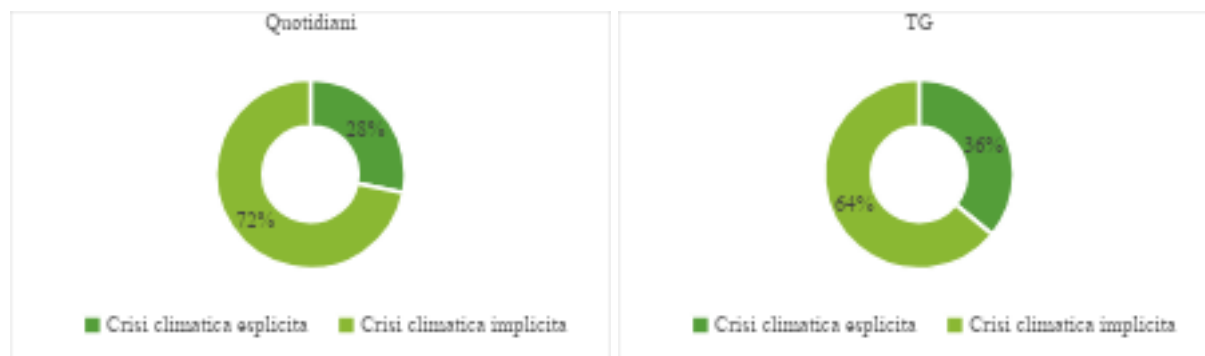 Quotidiani
28%
72%
Crisi climatica esplicita
Crisi climatica implicita
TG
36%
64%
Crisi climatica esplicita
Crisi climatica implicita